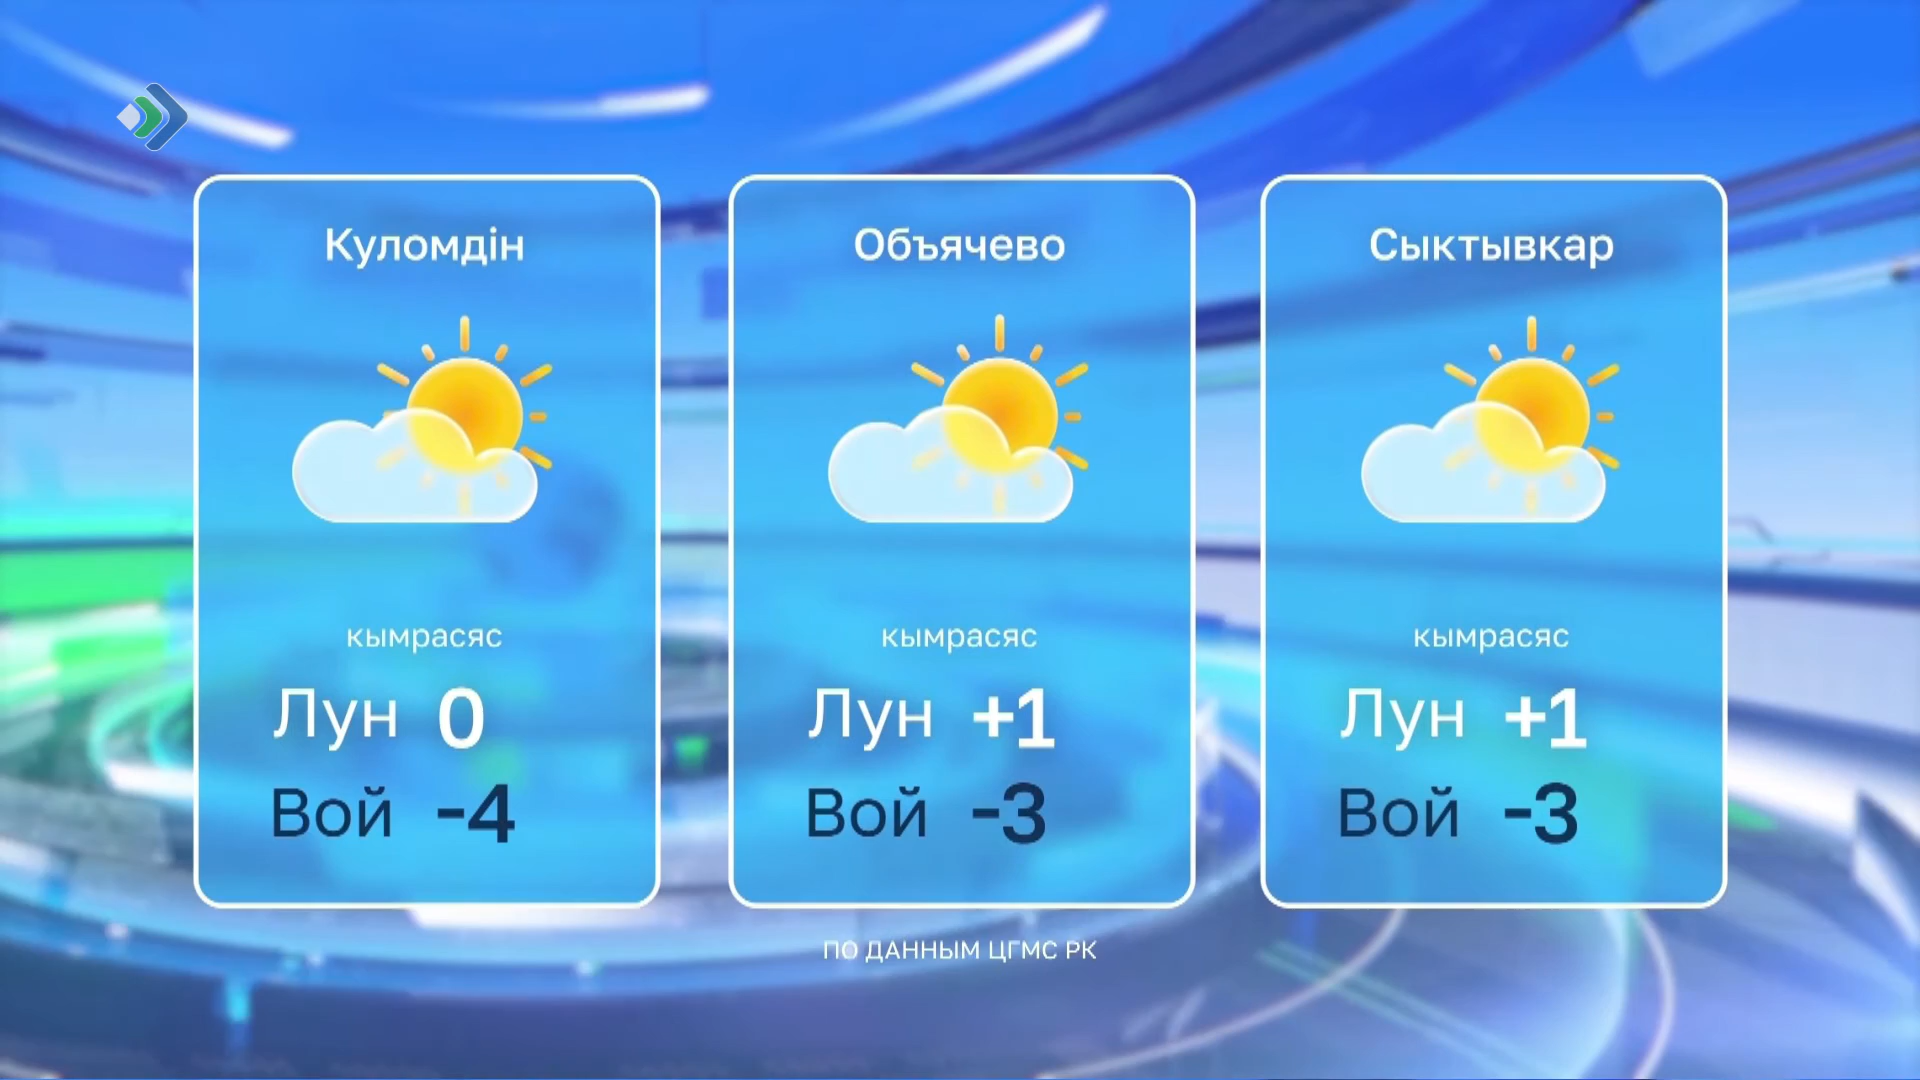 Куломдін
кымрасяс
Лун 0
Вой -4
Объячево
кымрасяс
Лун +1
Вой -3
Сыктывкар
кымрасяс
Лун +1
Вой -3
ПО ДАННЫМ ЦГМС РК